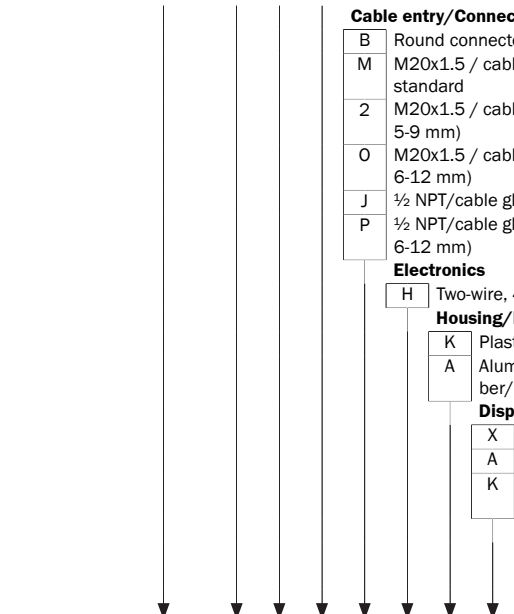 Cable entry/Connec
B Round connecto
M M20x1.5 / cabl
standard
2 M20x1.5 / cabl
5-9 mm)
0 M20x1.5 / cabl
6-12 mm)
J ½ NPT/cable gl
P ½ NPT/cable gl
6-12 mm)
Electronics
H Two-wire,
Housing/
K Plast
A Alum
ber/
Disp
X
A
K